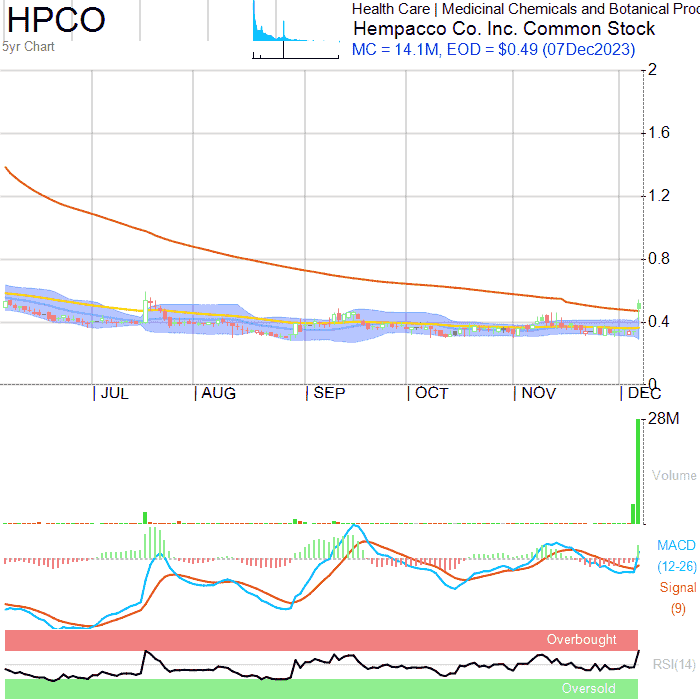 HPCO
5yr Chart
Health Care | Medicinal Chemicals and Botanical Proc
Hempacco Co. Inc. Common Stock
MC = 14.1M, EOD = $0.49 (07Dec2023)
2
1.6
1.2
0.8
0.4
0
JUL
AUG
SEP
OCT
NOV
DEC
28M
Volume
MACD
(12-26)
Signal
(9)
Overbought
RSI(14)
Oversold